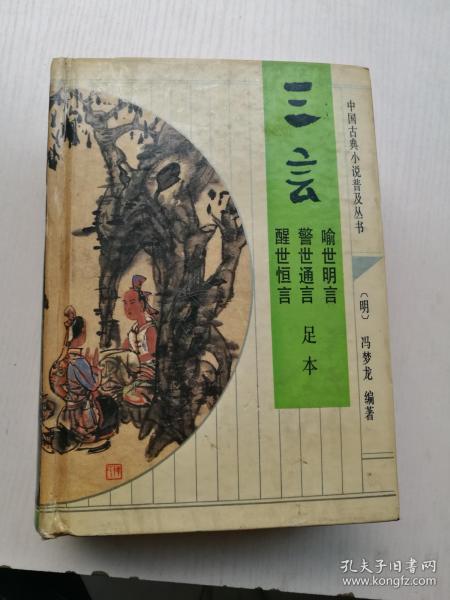 中国古典小说普及丛书
三言
喻世明言
警世通言
醒世恒言
足本
〔明〕 冯梦龙 编著
孔夫子旧书网
www.kongfz.com